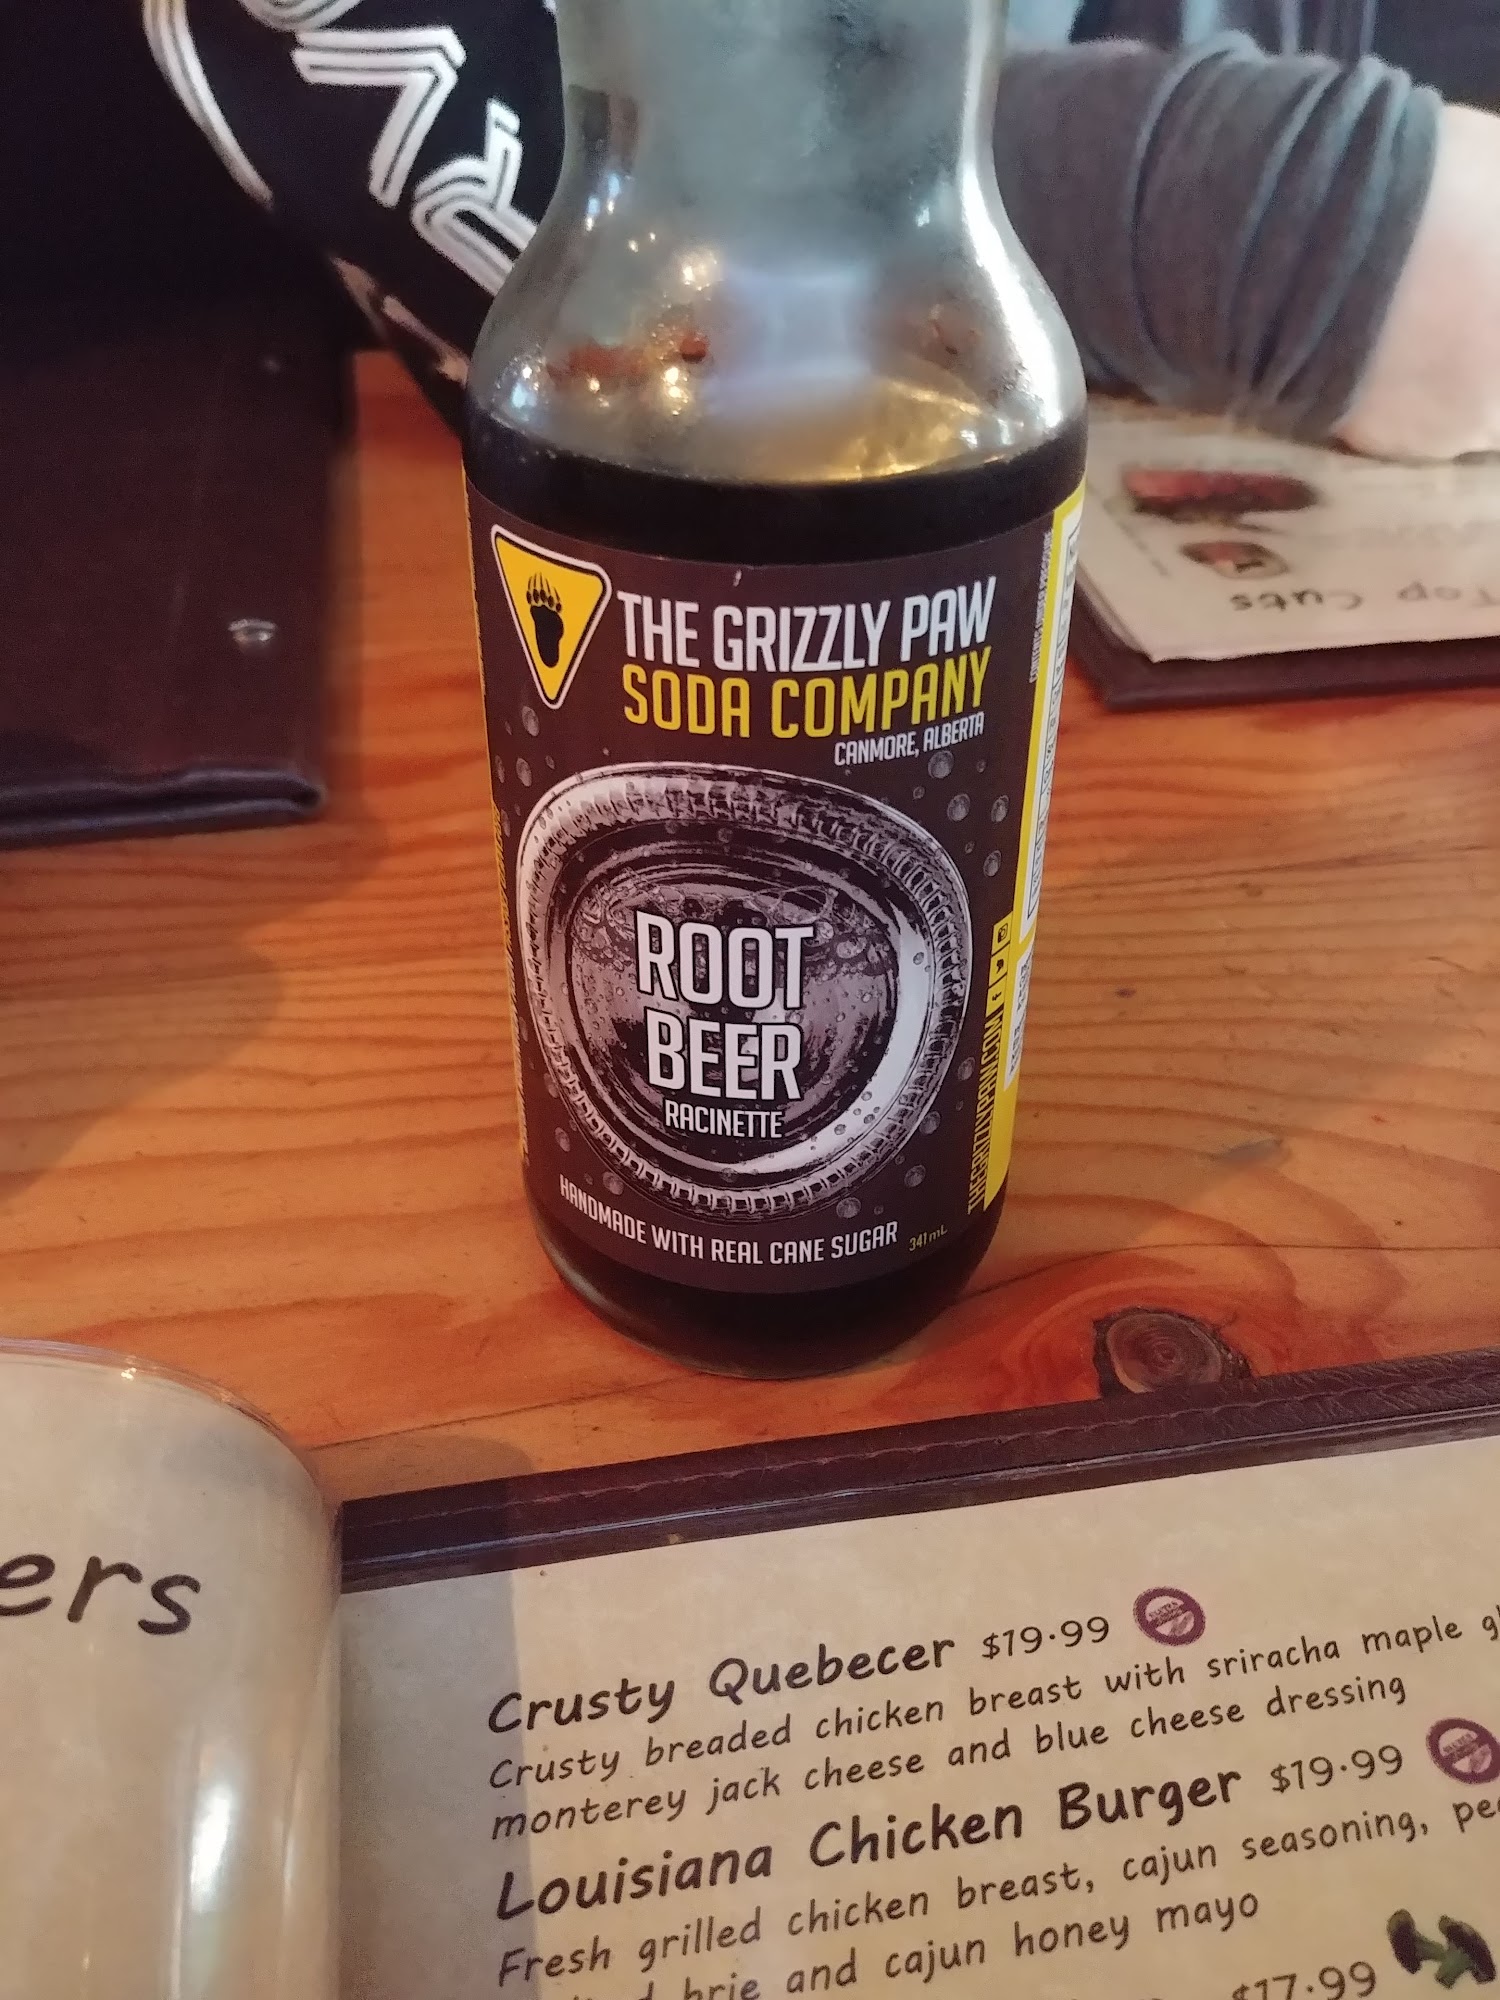 THE GRIZZLY PAW
SODA COMPANY
CANMORE, ALBERTA
ROOT
BEER
RACINETTE
HANDMADE WITH REAL CANE SUGAR
341 mL
THEGRIZZLYPAW.COM
Top Cuts
ers
Crusty Quebecer $19.99
Crusty breaded chicken breast with sriracha maple
monterey jack cheese and blue cheese dressing
Louisiana Chicken Burger $19.99
Fresh grilled chicken breast, cajun seasoning,
brie and cajun honey mayo
$17.99